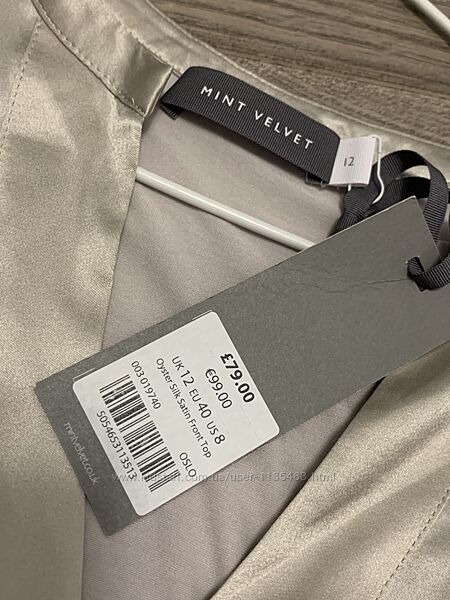 MINT VELVET
12
£79.00
€99.00
UK 12 EU 40 US 8
Oyster Silk Satin Front Top
003 019740
OSLO
5054653113513
mintvelvet.co.uk